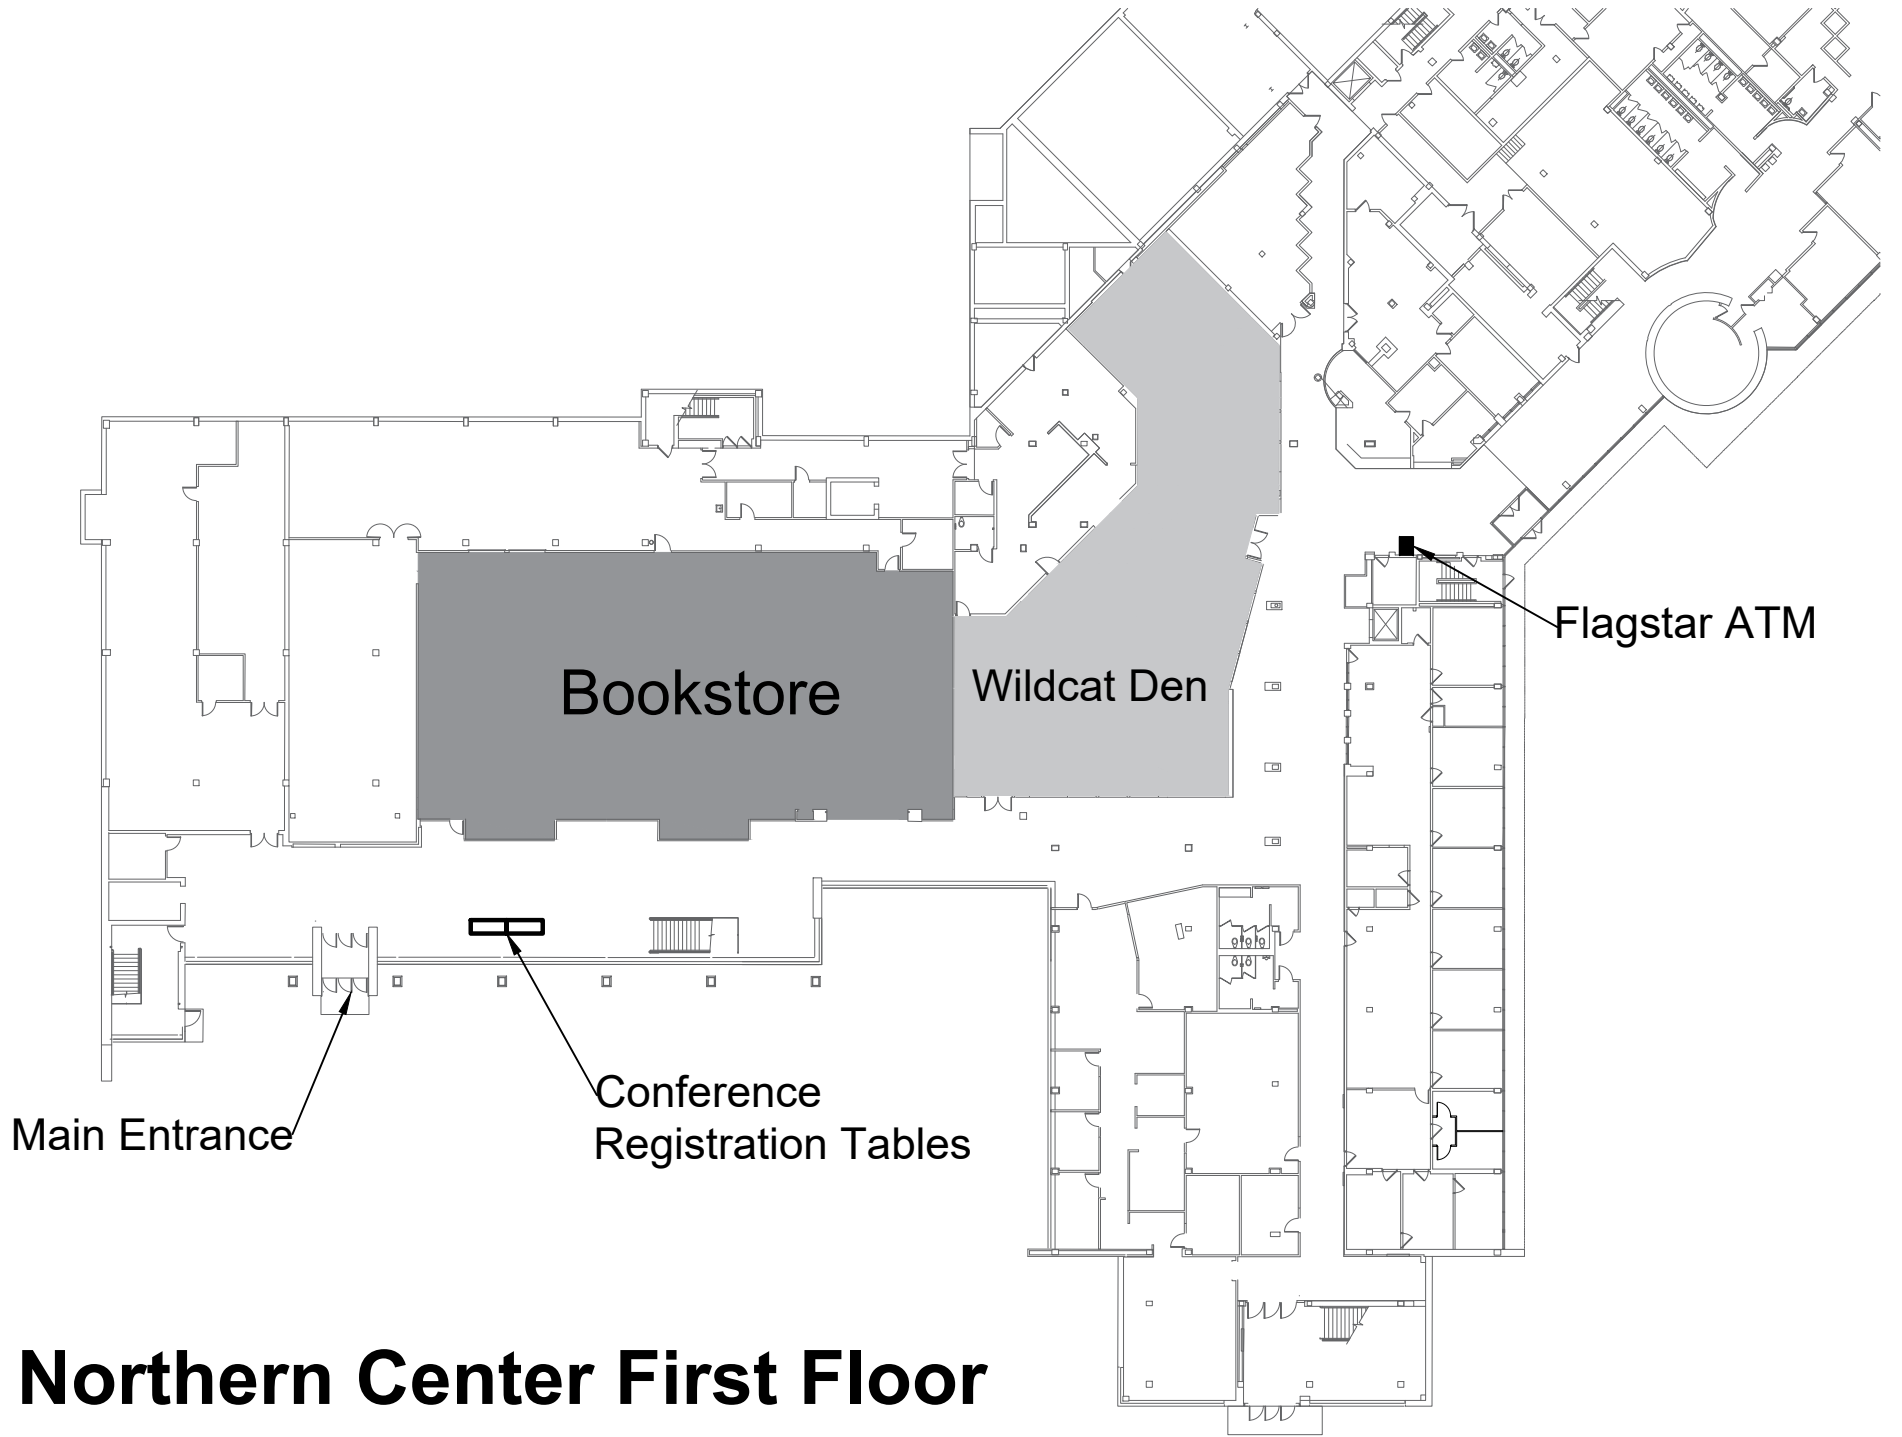 Flagstar ATM
Bookstore
Wildcat Den
Conference
Registration Tables
Main Entrance
Northern Center First Floor